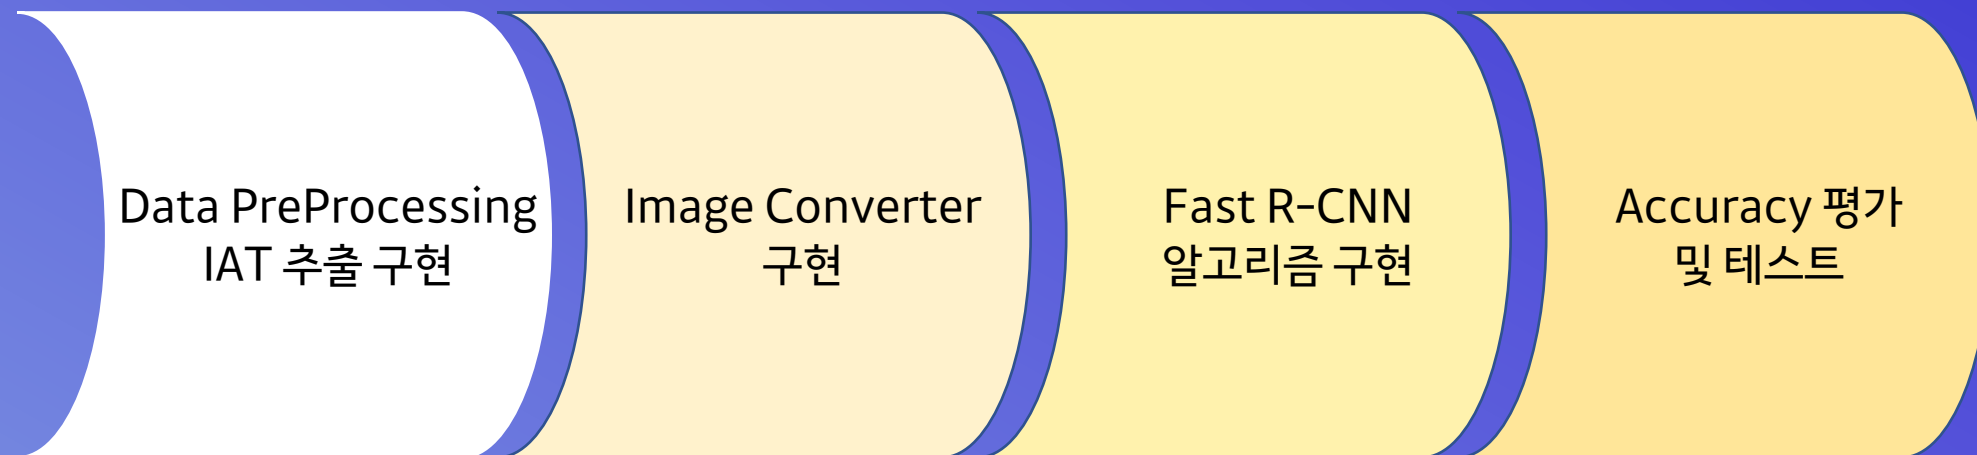 Data PreProcessing
IAT 추출 구현
Image Converter
구현
Fast R-CNN
알고리즘 구현
Accuracy 평가
및 테스트